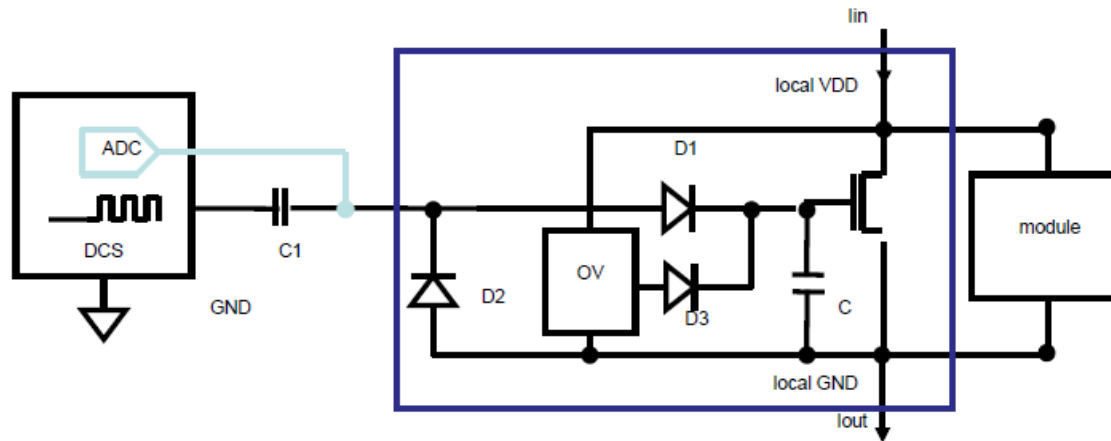 Iin
local VDD
ADC
D1
DCS
C1
GND
D2
OV
D3
C
module
local GND
Iout